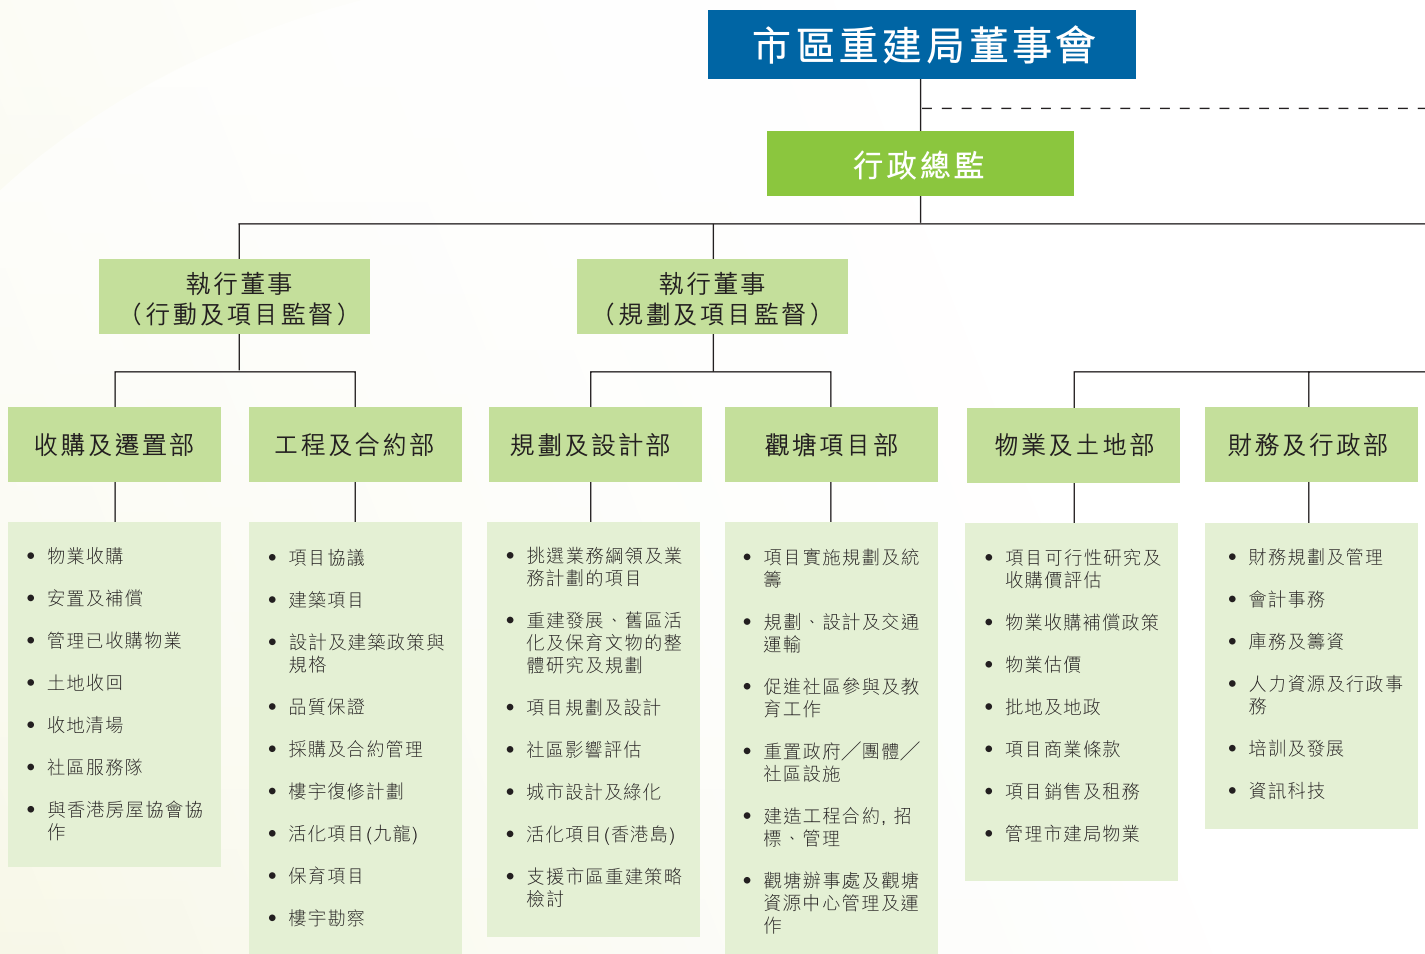 市區重建局董事會
行政總監
執行董事
（行動及項目監督）
執行董事
（規劃及項目監督）
收購及遷置部
• 物業收購
• 安置及補償
• 管理已收購物業
• 土地收回
• 收地清場
• 社區服務隊
• 與香港房屋協會協
作
工程及合約部
• 項目協議
• 建築項目
• 設計及建築政策與
規格
• 品質保證
• 採購及合約管理
• 樓宇復修計劃
• 活化項目(九龍)
• 保育項目
• 樓宇勘察
規劃及設計部
• 挑選業務綱領及業
務計劃的項目
• 重建發展、舊區活
化及保育文物的整
體研究及規劃
• 項目規劃及設計
• 社區影響評估
• 城市設計及綠化
• 活化項目(香港島)
• 支援市區重建策略
檢討
觀塘項目部
• 項目實施規劃及統
籌
• 規劃、設計及交通
運輸
• 促進社區參與及教
育工作
• 重置政府／團體／
社區設施
• 建造工程合約, 招
標、管理
• 觀塘辦事處及觀塘
資源中心管理及運
作
物業及土地部
• 項目可行性研究及
收購價評估
• 物業收購補償政策
• 物業估價
• 批地及地政
• 項目商業條款
• 項目銷售及租務
• 管理市建局物業
財務及行政部
• 財務規劃及管理
• 會計事務
• 庫務及籌資
• 人力資源及行政事
務
• 培訓及發展
• 資訊科技